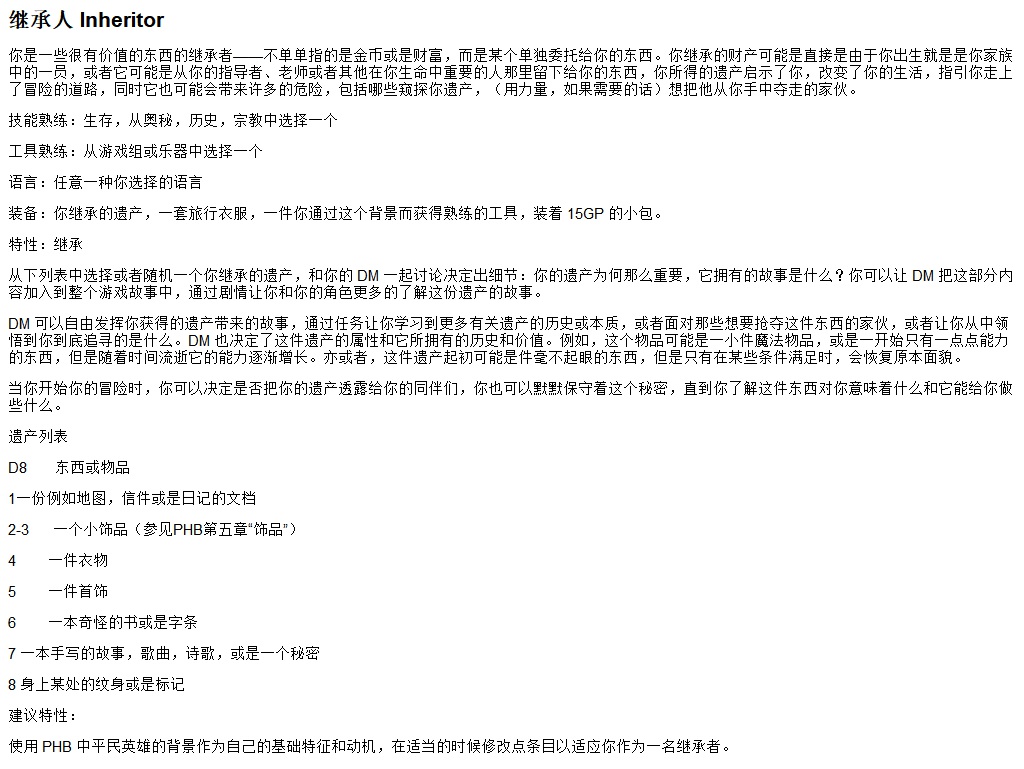 继承人 Inheritor
你是一些很有价值的东西的继承者——不单单指的是金币或是财富，而是某个单独委托给你的东西。你继承的财产可能是直接是由于你出生就是是你家族
中的一员，或者它可能是从你的指导者、老师或者其他在你生命中重要的人那里留下给你的东西，你所得的遗产启示了你，改变了你的生活，指引你走上
了冒险的道路，同时它也可能会带来许多的危险，包括哪些窥探你遗产，（用力量，如果需要的话）想把他从你手中夺走的家伙。
技能熟练：生存，从奥秘，历史，宗教中选择一个
工具熟练：从游戏组或乐器中选择一个
语言：任意一种你选择的语言
装备：你继承的遗产，一套旅行衣服，一件你通过这个背景而获得熟练的工具，装着 15GP 的小包。
特性：继承
从下列表中选择或者随机一个你继承的遗产，和你的 DM 一起讨论决定出细节：你的遗产为何那么重要，它拥有的故事是什么？你可以让 DM 把这部分内
容加入到整个游戏故事中，通过剧情让你和你的角色更多的了解这份遗产的故事。
DM 可以自由发挥你获得的遗产带来的故事，通过任务让你学习到更多有关遗产的历史或本质，或者面对那些想要抢夺这件东西的家伙，或者让你从中领
悟到你到底追寻的是什么。DM 也决定了这件遗产的属性和它所拥有的历史和价值。例如，这个物品可能是一小件魔法物品，或是一开始只有一点点能力
的东西，但是随着时间流逝它的能力逐渐增长。亦或者，这件遗产起初可能是件毫不起眼的东西，但是只有在某些条件满足时，会恢复原本面貌。
当你开始你的冒险时，你可以决定是否把你的遗产透露给你的同伴们，你也可以默默保守着这个秘密，直到你了解这件东西对你意味着什么和它能给你做
些什么。
遗产列表
D8 东西或物品
1一份例如地图，信件或是日记的文档
2-3 一个小饰品（参见PHB第五章“饰品”）
4 一件衣物
5 一件首饰
6 一本奇怪的书或是字条
7 一本手写的故事，歌曲，诗歌，或是一个秘密
8 身上某处的纹身或是标记
建议特性：
使用 PHB 中平民英雄的背景作为自己的基础特征和动机，在适当的时候修改点条目以适应你作为一名继承者。